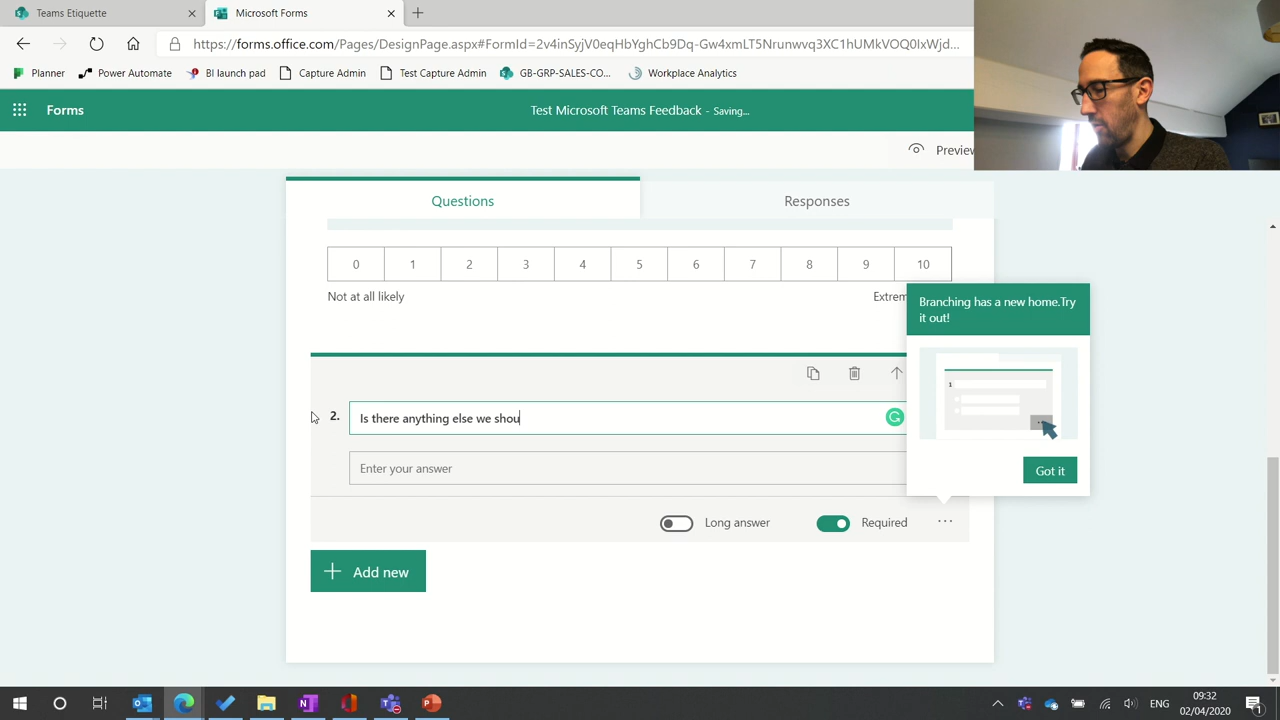 Teams Etiquette
Microsoft Forms
https://forms.office.com/Pages/DesignPage.aspx#FormId=2v4inSyjV0eqHbYghCb9Dq-Gw4xmLT5Nrunwvq3XC1hUMkVOQ0IxWjd...
Planner
Power Automate
BI launch pad
Capture Admin
Test Capture Admin
GB-GRP-SALES-CO...
Workplace Analytics
Forms
Test Microsoft Teams Feedback - Saving...
Preview
Questions
Responses
0 1 2 3 4 5 6 7 8 9 10
Not at all likely
Extrem
Branching has a new home.Try
it out!
2.
Is there anything else we shou
Enter your answer
Got it
Long answer
Required
Add new
ENG
09:32
02/04/2020